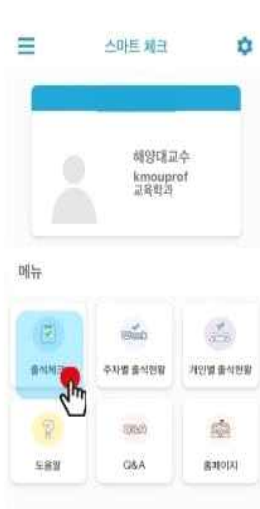 스마트 체크
해양대교수
kmouprof
교육학과
메뉴
출석체크
주차별 출석현황
개인별 출석현황
Q&A
도움말
Q&A
홈페이지